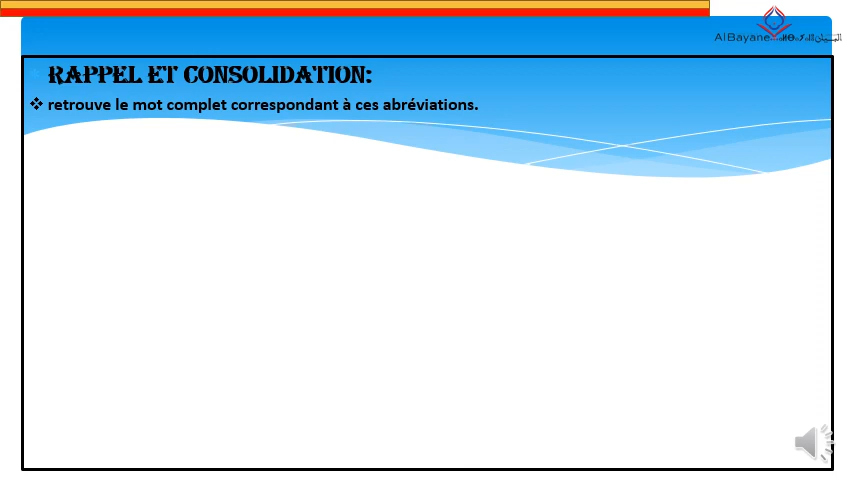 AlBayane
RAPPEL ET CONSOLIDATION:
❖ retrouve le mot complet correspondant à ces abréviations.